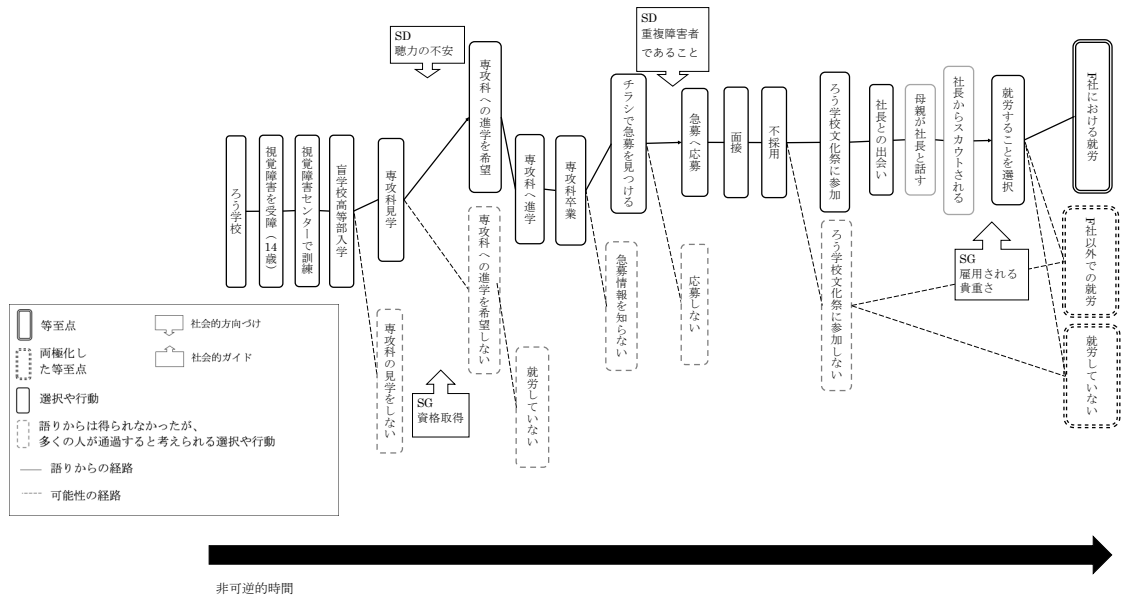 ろう学校
視覚障害を受障（14歳）
視覚障害センターで訓練
盲学校高等部入学
専攻科見学
専攻科の見学をしない
SD
聴力の不安
専攻科への進学を希望
専攻科への進学を希望しない
SG
資格取得
専攻科へ進学
就労していない
専攻科卒業
チラシで急募を見つける
急募情報を知らない
SD
重複障害者
であること
急募へ応募
応募しない
面接
不採用
ろう学校文化祭に参加
ろう学校文化祭に参加しない
社長との出会い
母親が社長と話す
社長からスカウトされる
就労することを選択
SG
雇用される
貴重さ
F社における就労
F社以外での就労
就労していない
等至点
両極化し
た等至点
選択や行動
語りからは得られなかったが、
多くの人が通過すると考えられる選択や行動
語りからの経路
可能性の経路
社会的方向づけ
社会的ガイド
非可逆的時間